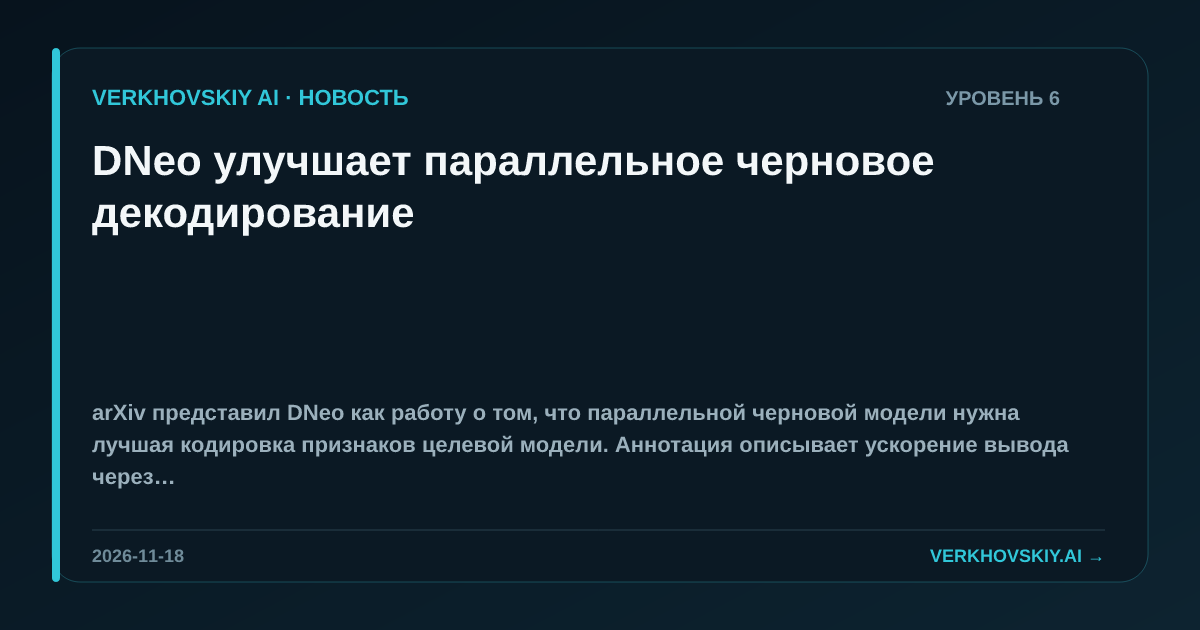 VERKHOVSKIY AI · НОВОСТЬ
УРОВЕНЬ 6
DNeo улучшает параллельное черновое
декодирование
arXiv представил DNeo как работу о том, что параллельной черновой модели нужна
лучшая кодировка признаков целевой модели. Аннотация описывает ускорение вывода
через…
2026-11-18
VERKHOVSKIY.AI →